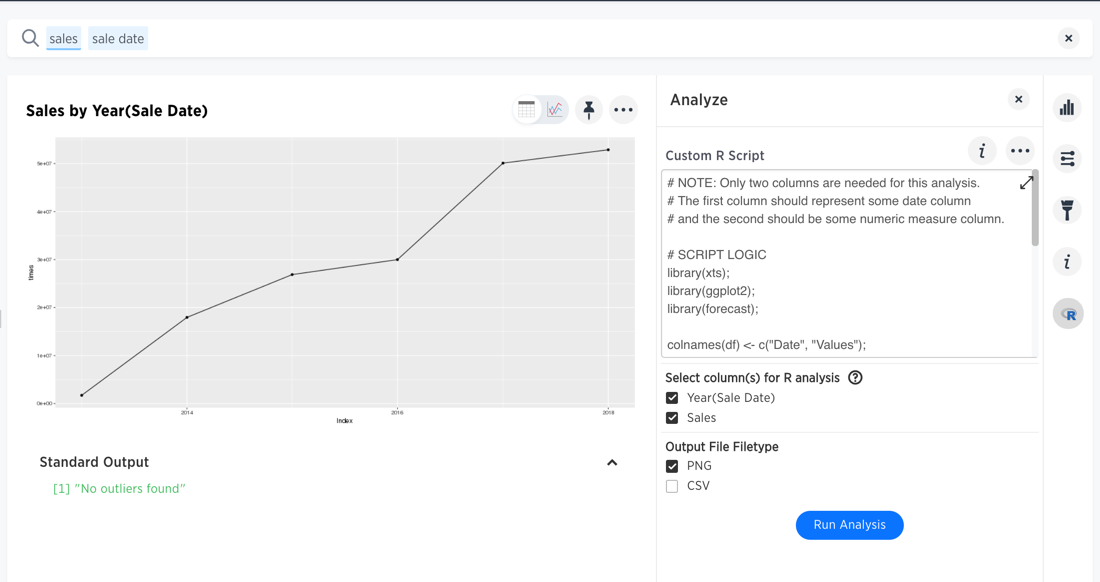 sales sale date
Sales by Year(Sale Date)
5e+07
4e+07
3e+07
2e+07
1e+07
0e+00
times
2014
2016
2018
Index
Standard Output
[1] "No outliers found"
Analyze
Custom R Script
# NOTE: Only two columns are needed for this analysis.
# The first column should represent some date column
# and the second should be some numeric measure column.
# SCRIPT LOGIC
library(xts);
library(ggplot2);
library(forecast);
colnames(df) <- c("Date", "Values");
Select column(s) for R analysis
Year(Sale Date)
Sales
Output File Filetype
PNG
CSV
Run Analysis
i
i
R